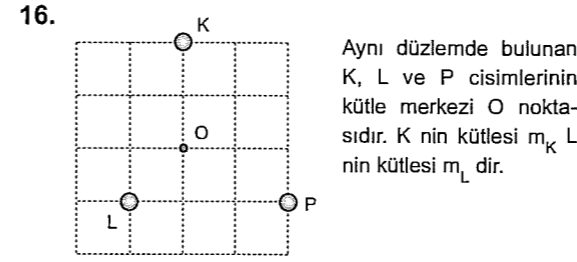 16.
K
O
L
P
Aynı düzlemde bulunan
K, L ve P cisimlerinin
kütle merkezi O nokta-
sıdır. K nin kütlesi m_K L
nin kütlesi m_L dir.